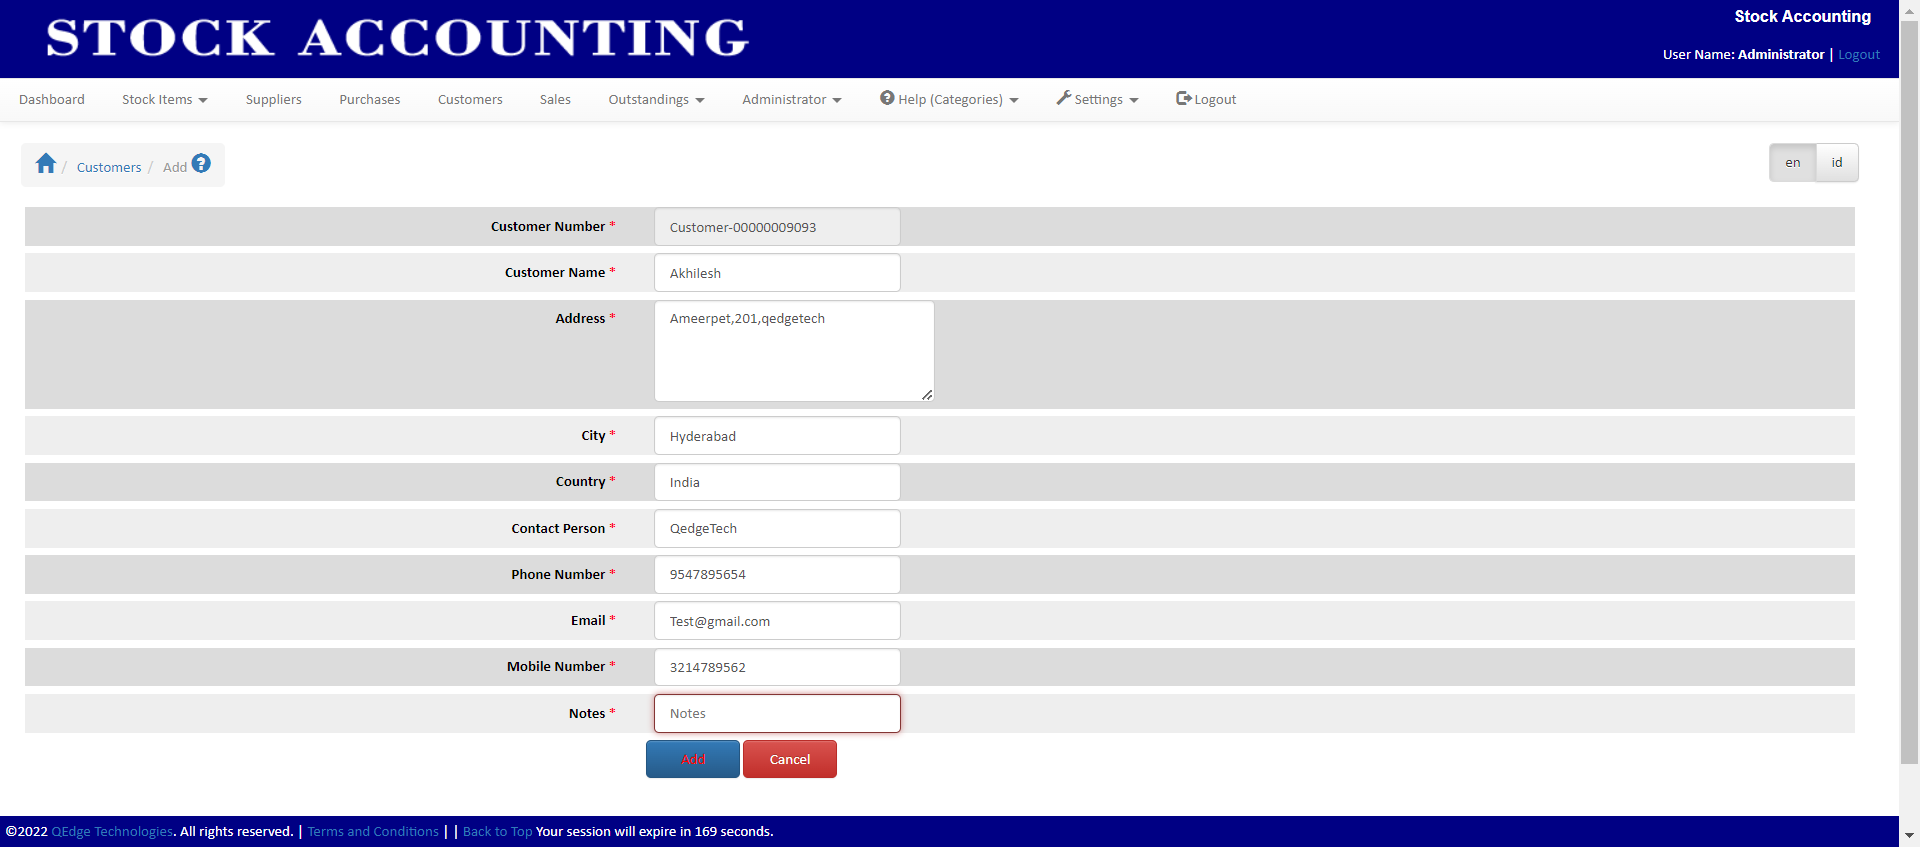 STOCK ACCOUNTING
Stock Accounting
User Name: Administrator | Logout
Dashboard Stock Items Suppliers Purchases Customers Sales Outstandings Administrator Help (Categories) Settings Logout
/ Customers / Add
en id
Customer Number * Customer-00000009093
Customer Name * Akhilesh
Address * Ameerpet,201,qedgetech
City * Hyderabad
Country * India
Contact Person * QedgeTech
Phone Number * 9547895654
Email * Test@gmail.com
Mobile Number * 3214789562
Notes * Notes
Add Cancel
©2022 QEdge Technologies. All rights reserved. | Terms and Conditions | | Back to Top Your session will expire in 169 seconds.